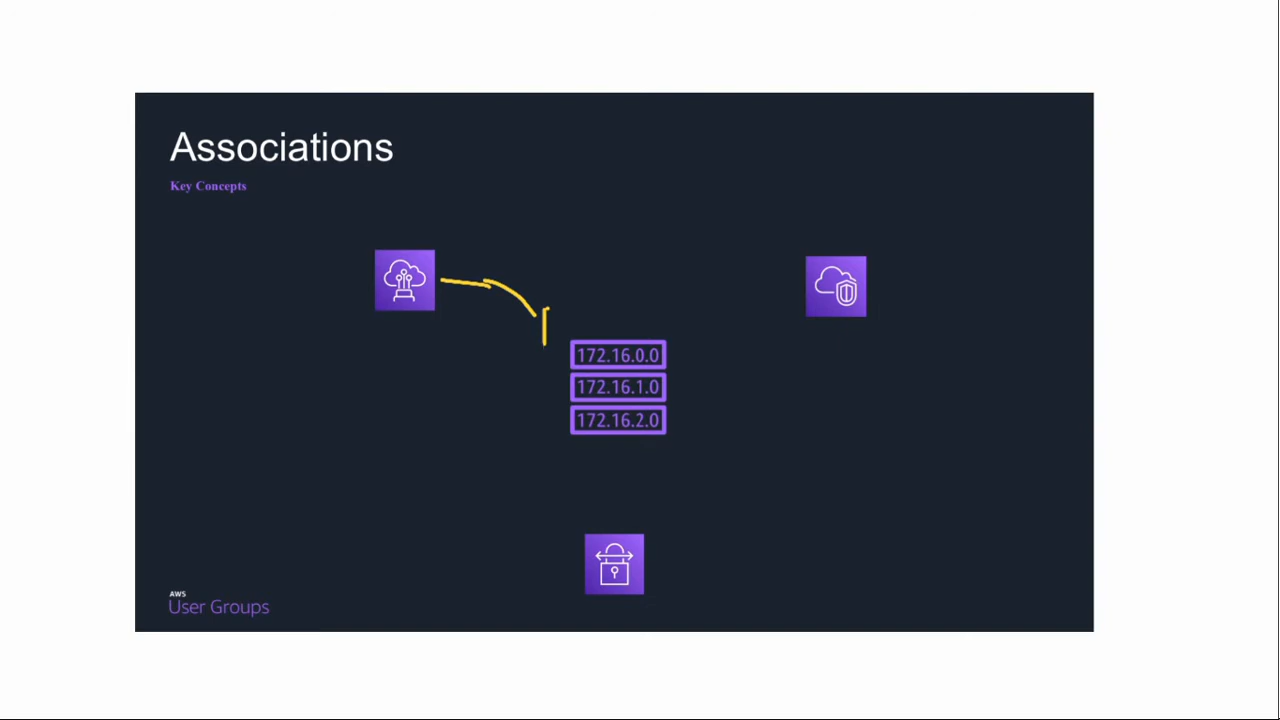 Associations
Key Concepts
172.16.0.0
172.16.1.0
172.16.2.0
AWS
User Groups